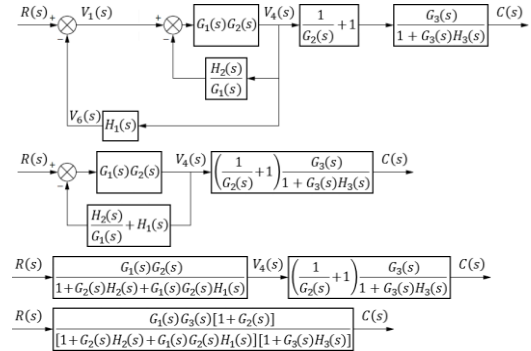 R(s) + − V₁(s) + − G₁(s)G₂(s) V₄(s) 1/G₂(s) +1 G₃(s)/1 + G₃(s)H₃(s) C(s)
H₂(s)/G₁(s)
V₆(s) H₁(s)
R(s) + − G₁(s)G₂(s) V₄(s) (1/G₂(s) +1) G₃(s)/1 + G₃(s)H₃(s) C(s)
H₂(s)/G₁(s) + H₁(s)
R(s) G₁(s)G₂(s)/1+G₂(s)H₂(s)+G₁(s)G₂(s)H₁(s) V₄(s) (1/G₂(s) +1) G₃(s)/1 + G₃(s)H₃(s) C(s)
R(s) G₁(s)G₃(s)[1+G₂(s)]/[1+G₂(s)H₂(s)+G₁(s)G₂(s)H₁(s)][1+G₃(s)H₃(s)] C(s)